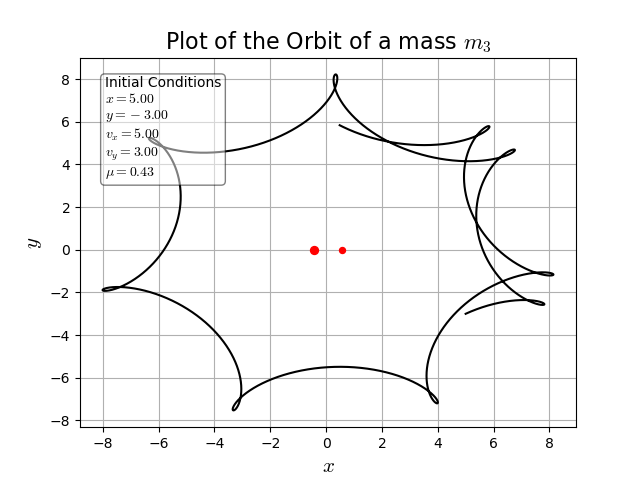 Plot of the Orbit of a mass m₃
Initial Conditions
x = 5.00
y = − 3.00
vₓ = 5.00
v_y = 3.00
μ = 0.43
8
6
4
2
0
−2
−4
−6
−8
y
−8 −6 −4 −2 0 2 4 6 8
x